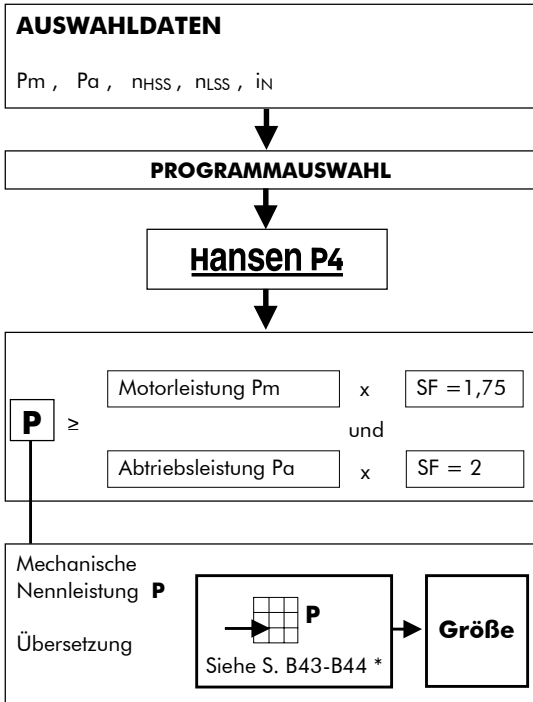 AUSWAHLDATEN
Pm , Pa , nHSS , nLSS , iN
PROGRAMMAUSWAHL
Hansen P4
Motorleistung Pm x SF =1,75
P ≥
und
Abtriebsleistung Pa x SF = 2
Mechanische
Nennleistung P
P
Größe
Übersetzung
Siehe S. B43-B44 *